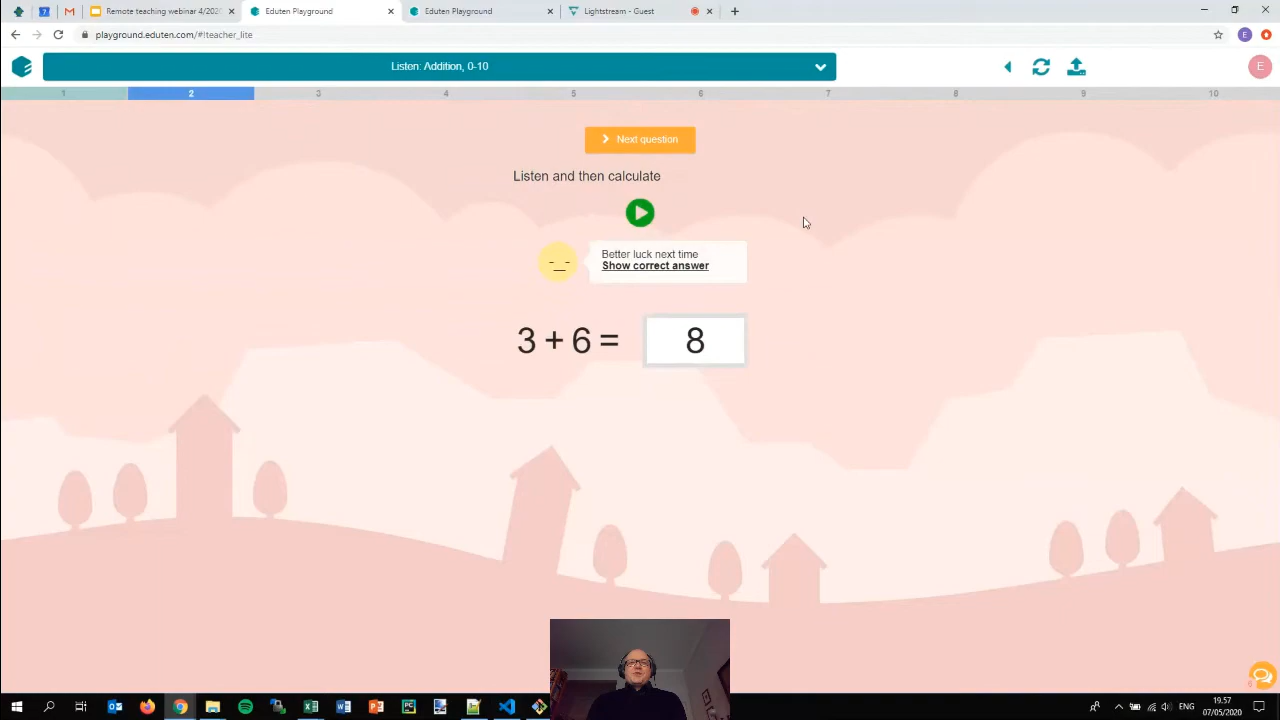 Remote teaching webinar 4/2020
Eduten Playground
Eduten Playground
Lightstream - Guest
playground.eduten.com/#!teacher_lite
E
Listen: Addition, 0-10
E
1 2 3 4 5 6 7 8 9 10
Next question
Listen and then calculate
Better luck next time
Show correct answer
3 + 6 = 8
ENG
19.57
07/05/2020